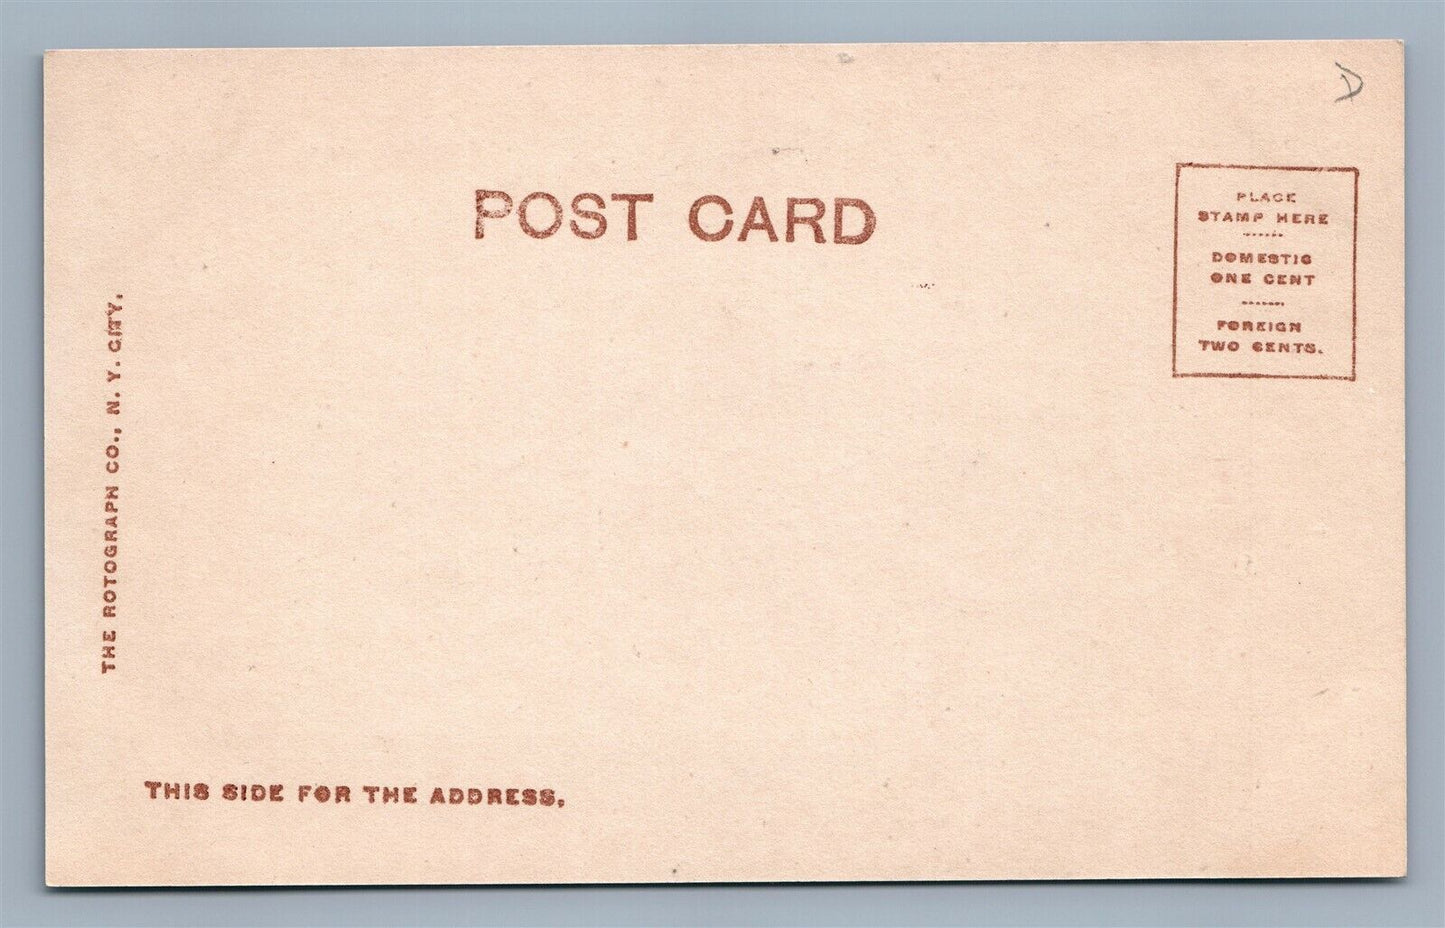 D
POST CARD
PLACE
STAMP HERE
DOMESTIC
ONE CENT
FOREIGN
TWO CENTS.
THE ROTOGRAPH CO., N. Y. CITY.
THIS SIDE FOR THE ADDRESS.